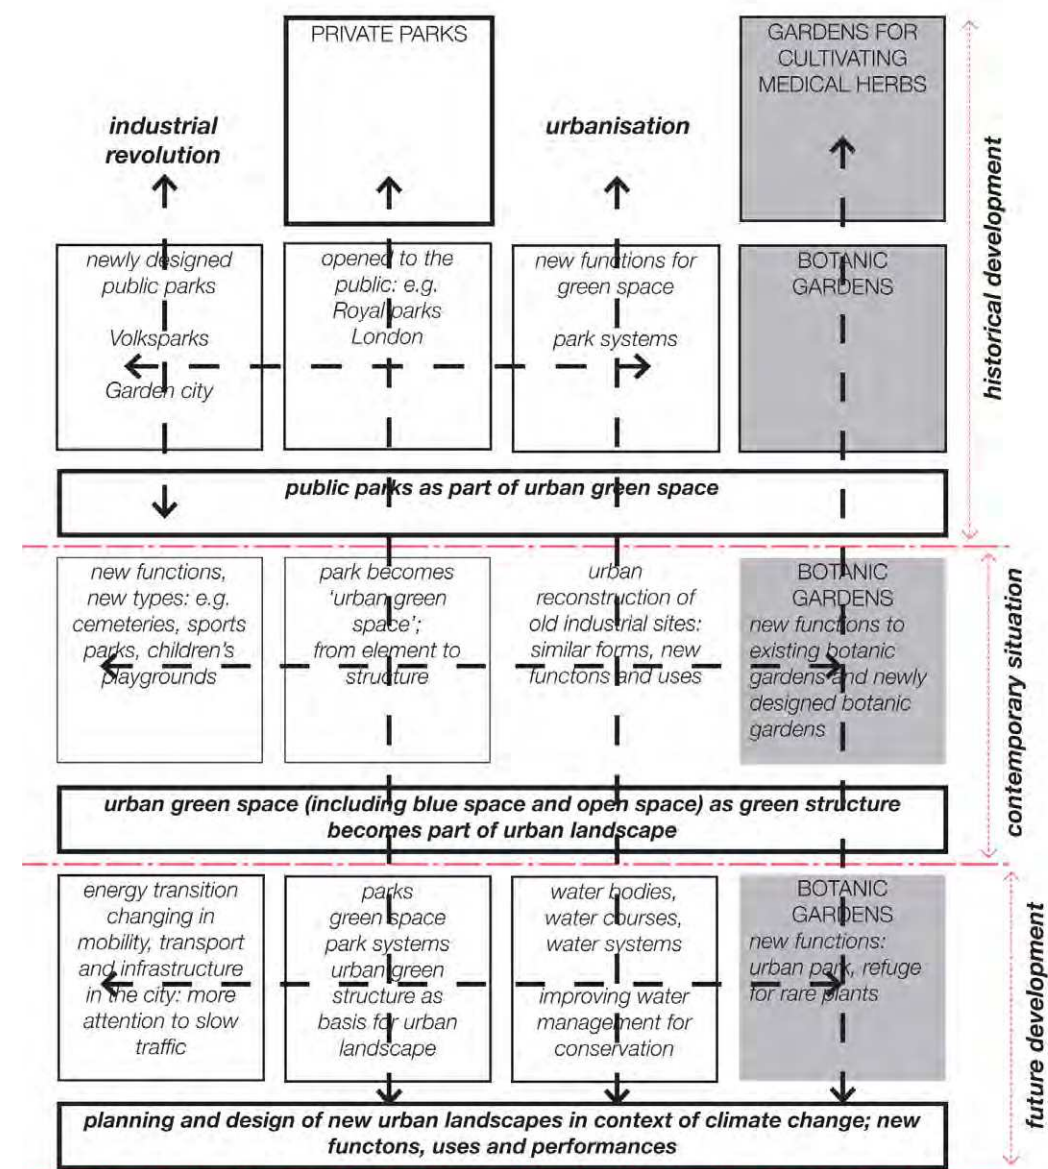 PRIVATE PARKS
GARDENS FOR
CULTIVATING
MEDICAL HERBS
industrial
revolution
urbanisation
newly designed
public parks
Volksparks
Garden city
opened to the
public: e.g.
Royal parks
London
new functions for
green space
park systems
BOTANIC
GARDENS
public parks as part of urban green space
historical development
new functions,
new types: e.g.
cemeteries, sports
parks, children's
playgrounds
park becomes
'urban green
space';
from element to
structure
urban
reconstruction of
old industrial sites:
similar forms, new
functons and uses
BOTANIC
GARDENS
new functions to
existing botanic
gardens and newly
designed botanic
gardens
urban green space (including blue space and open space) as green structure
becomes part of urban landscape
contemporary situation
energy transition
changing in
mobility, transport
and infrastructure
in the city: more
attention to slow
traffic
parks
green space
park systems
urban green
structure as
basis for urban
landscape
water bodies,
water courses,
water systems
improving water
management for
conservation
BOTANIC
GARDENS
new functions:
urban park, refuge
for rare plants
planning and design of new urban landscapes in context of climate change; new
functons, uses and performances
future development